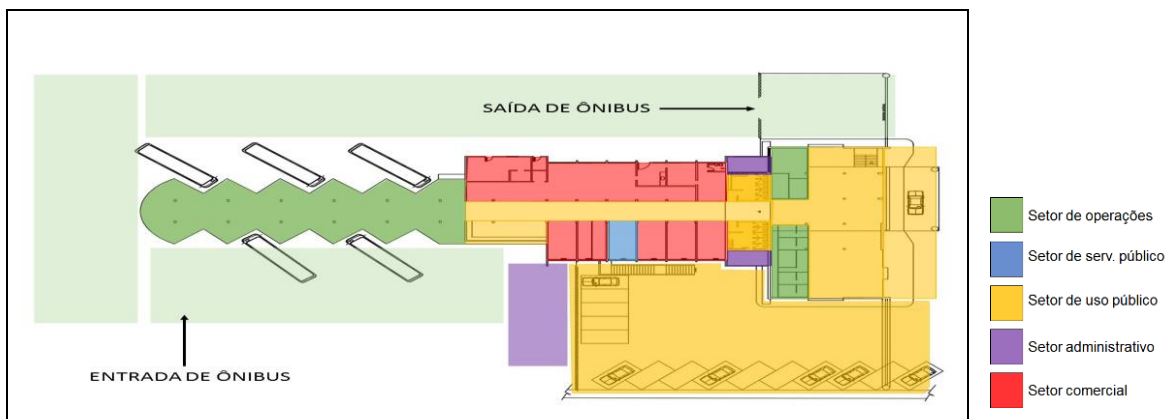 SAÍDA DE ÔNIBUS
ENTRADA DE ÔNIBUS
Setor de operações
Setor de serv. público
Setor de uso público
Setor administrativo
Setor comercial